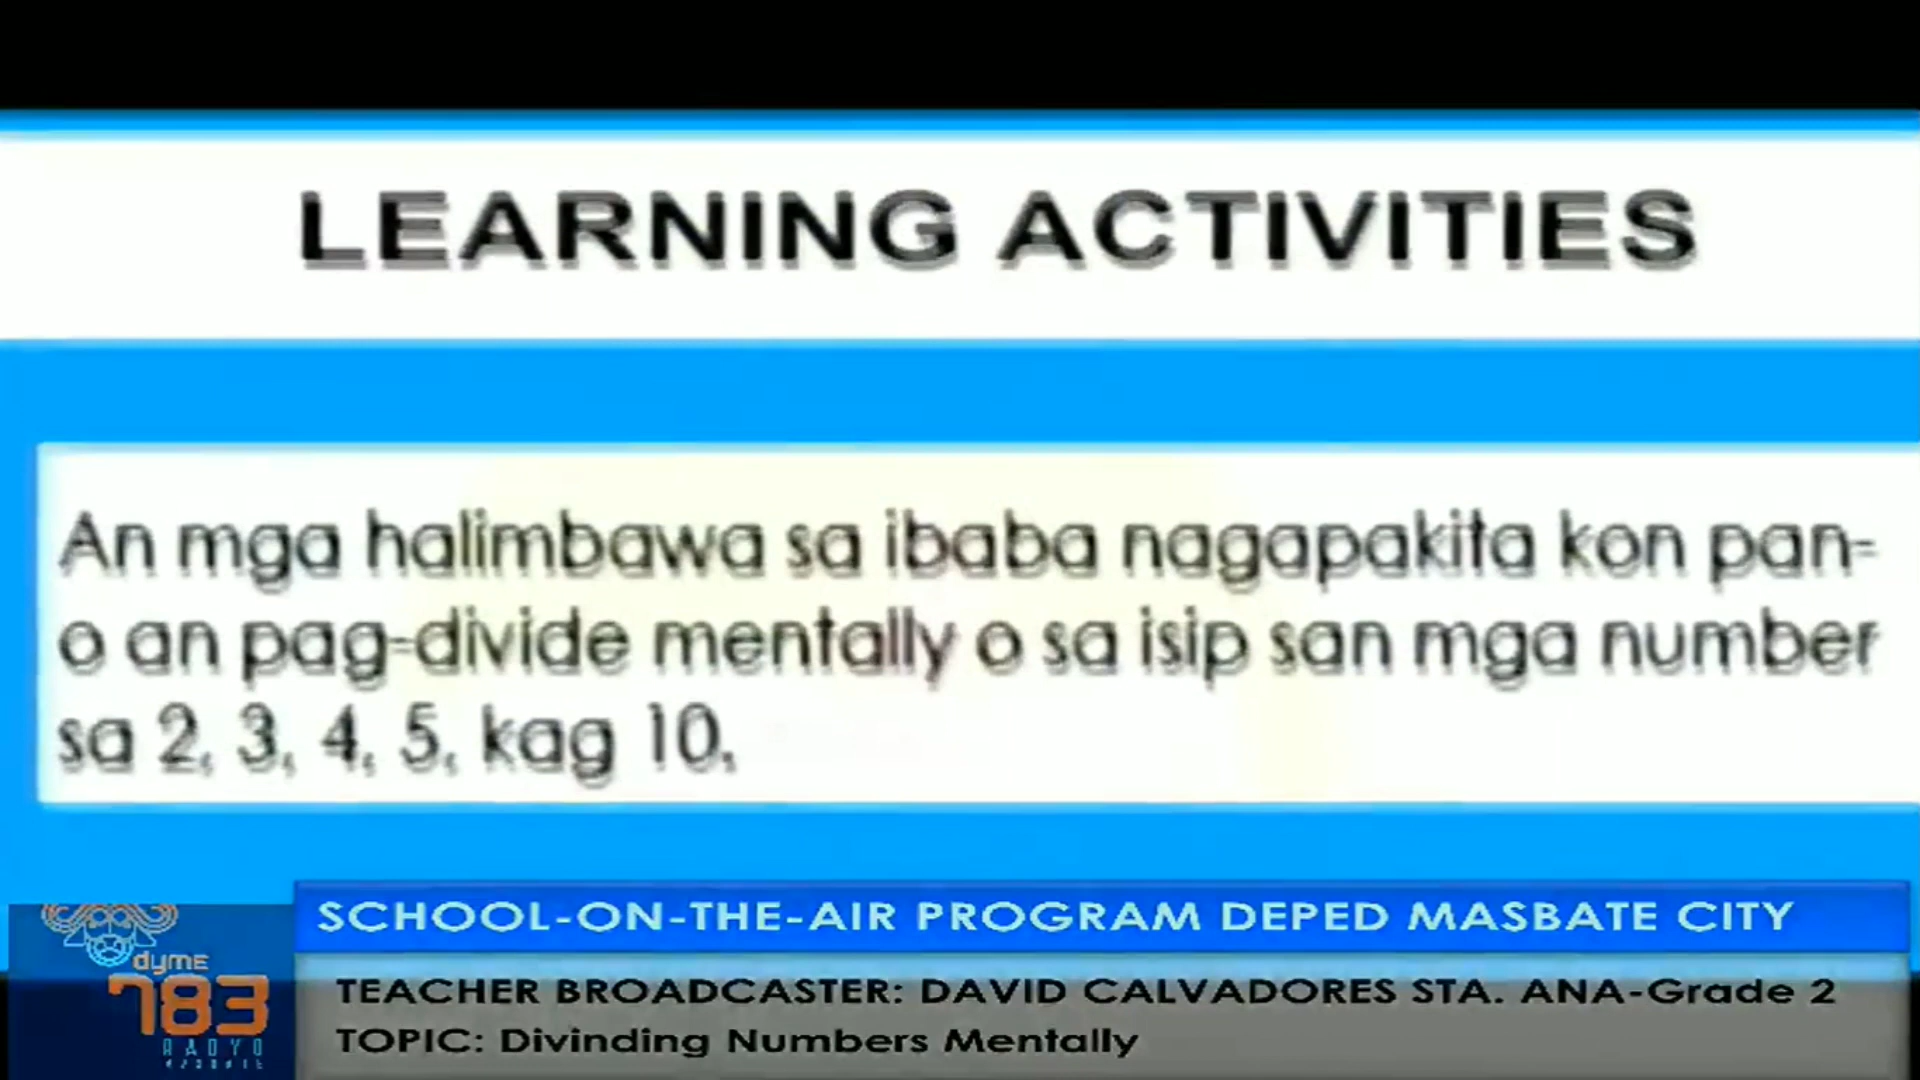 LEARNING ACTIVITIES
An mga halimbawa sa ibaba nagapakita kon pan-
o an pag-divide mentally o sa isip san mga number
sa 2, 3, 4, 5, kag 10.
SCHOOL-ON-THE-AIR PROGRAM DEPED MASBATE CITY
dyme
783
RADYO
MASBATE
TEACHER BROADCASTER: DAVID CALVADORES STA. ANA-Grade 2
TOPIC: Divinding Numbers Mentally